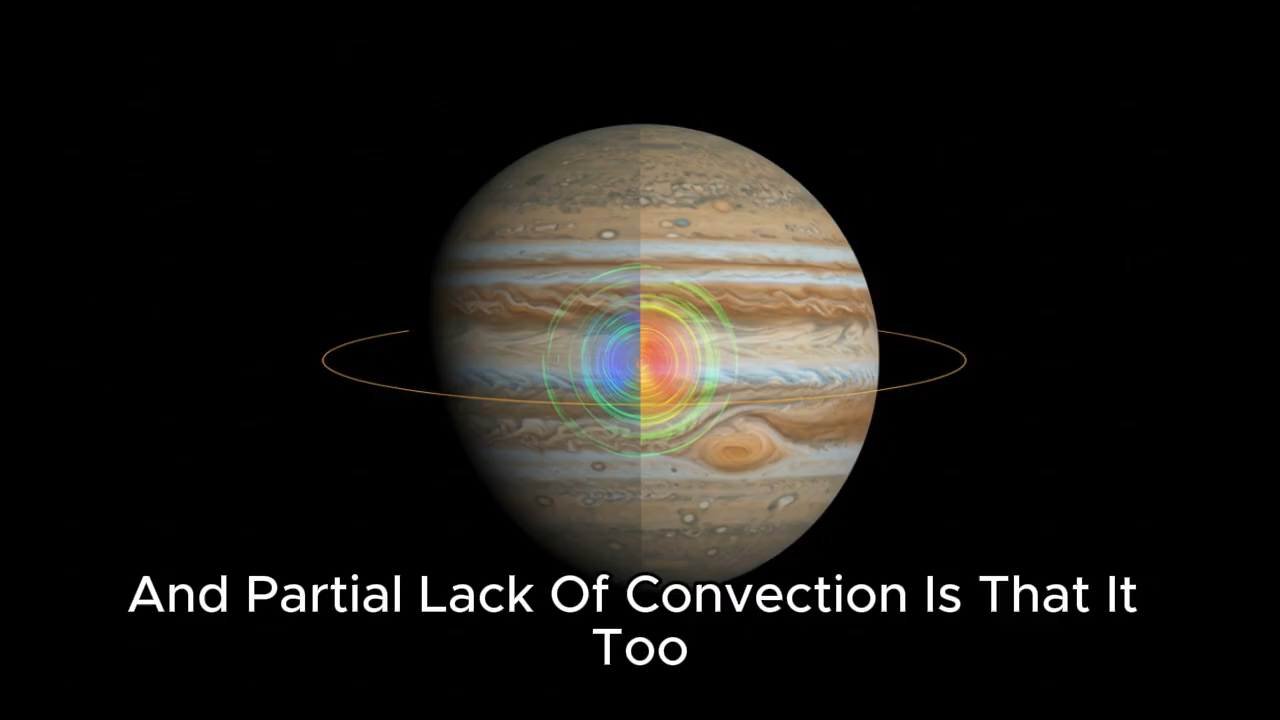 And Partial Lack Of Convection Is That It
Too